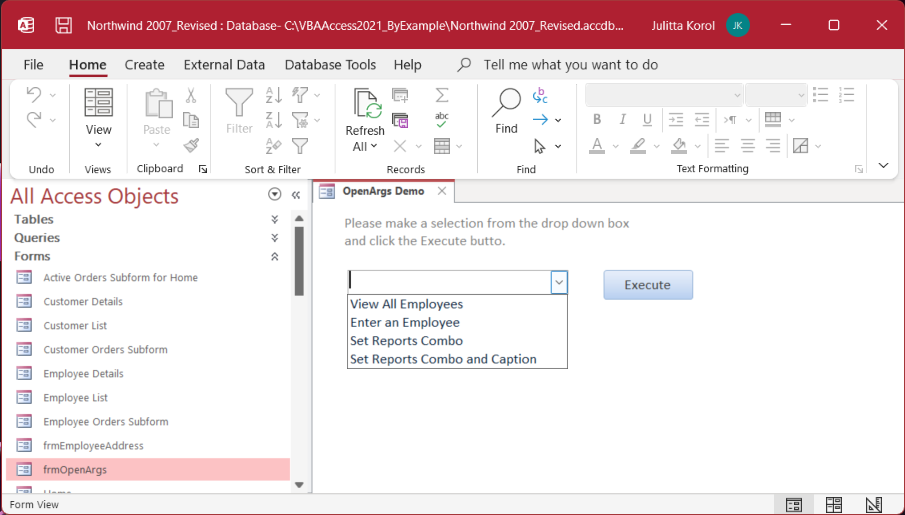 Northwind 2007_Revised : Database- C:\VBAAccess2021_ByExample\Northwind 2007_Revised.accdb...
Julitta Korol
JK
File
Home
Create
External Data
Database Tools
Help
Tell me what you want to do
View
Paste
Filter
Refresh
All
abc
Find
B
I
U
A
Undo
Views
Clipboard
Sort & Filter
Records
Find
Text Formatting
All Access Objects
Tables
Queries
Forms
Active Orders Subform for Home
Customer Details
Customer List
Customer Orders Subform
Employee Details
Employee List
Employee Orders Subform
frmEmployeeAddress
frmOpenArgs
Home
OpenArgs Demo
Please make a selection from the drop down box
and click the Execute butto.
Execute
View All Employees
Enter an Employee
Set Reports Combo
Set Reports Combo and Caption
Form View